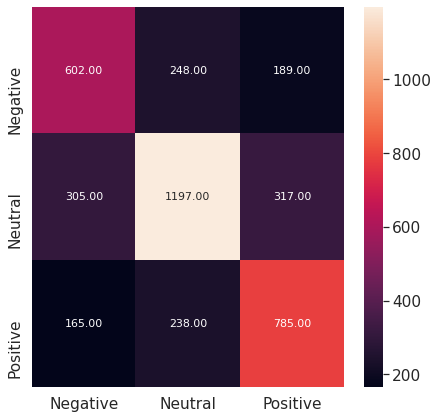 Negative 602.00 248.00 189.00
Neutral 305.00 1197.00 317.00
Positive 165.00 238.00 785.00
Negative Neutral Positive
1000
800
600
400
200